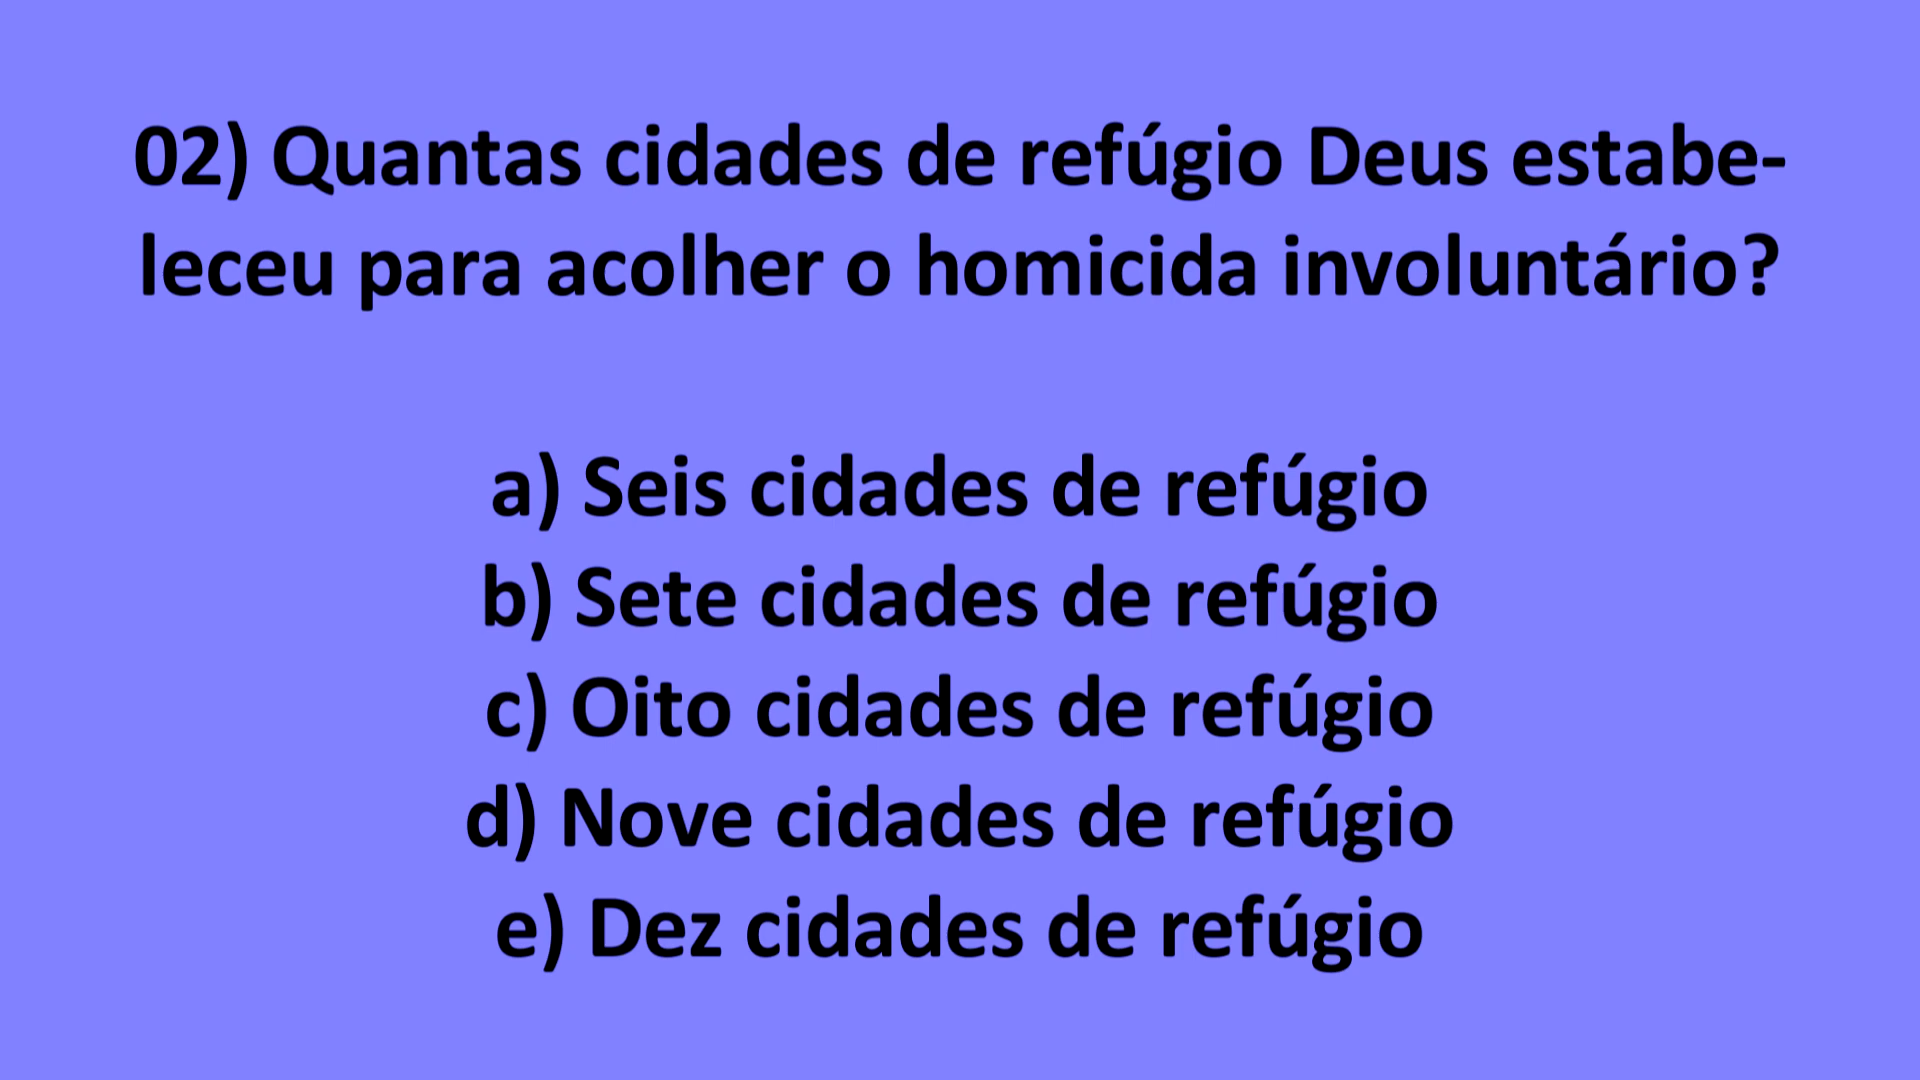 02) Quantas cidades de refúgio Deus estabe-
leceu para acolher o homicida involuntário?
a) Seis cidades de refúgio
b) Sete cidades de refúgio
c) Oito cidades de refúgio
d) Nove cidades de refúgio
e) Dez cidades de refúgio